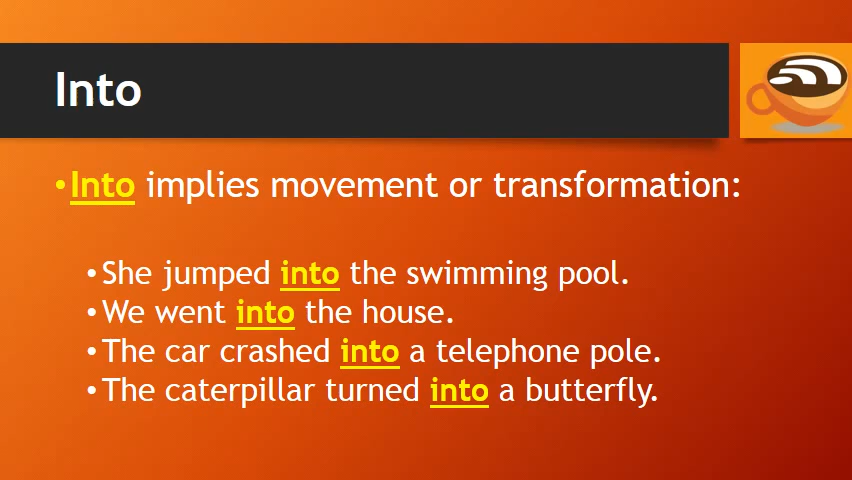 Into
•Into implies movement or transformation:
•She jumped into the swimming pool.
•We went into the house.
•The car crashed into a telephone pole.
•The caterpillar turned into a butterfly.